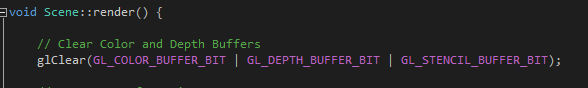 void Scene::render() {
// Clear Color and Depth Buffers
glClear(GL_COLOR_BUFFER_BIT | GL_DEPTH_BUFFER_BIT | GL_STENCIL_BUFFER_BIT);